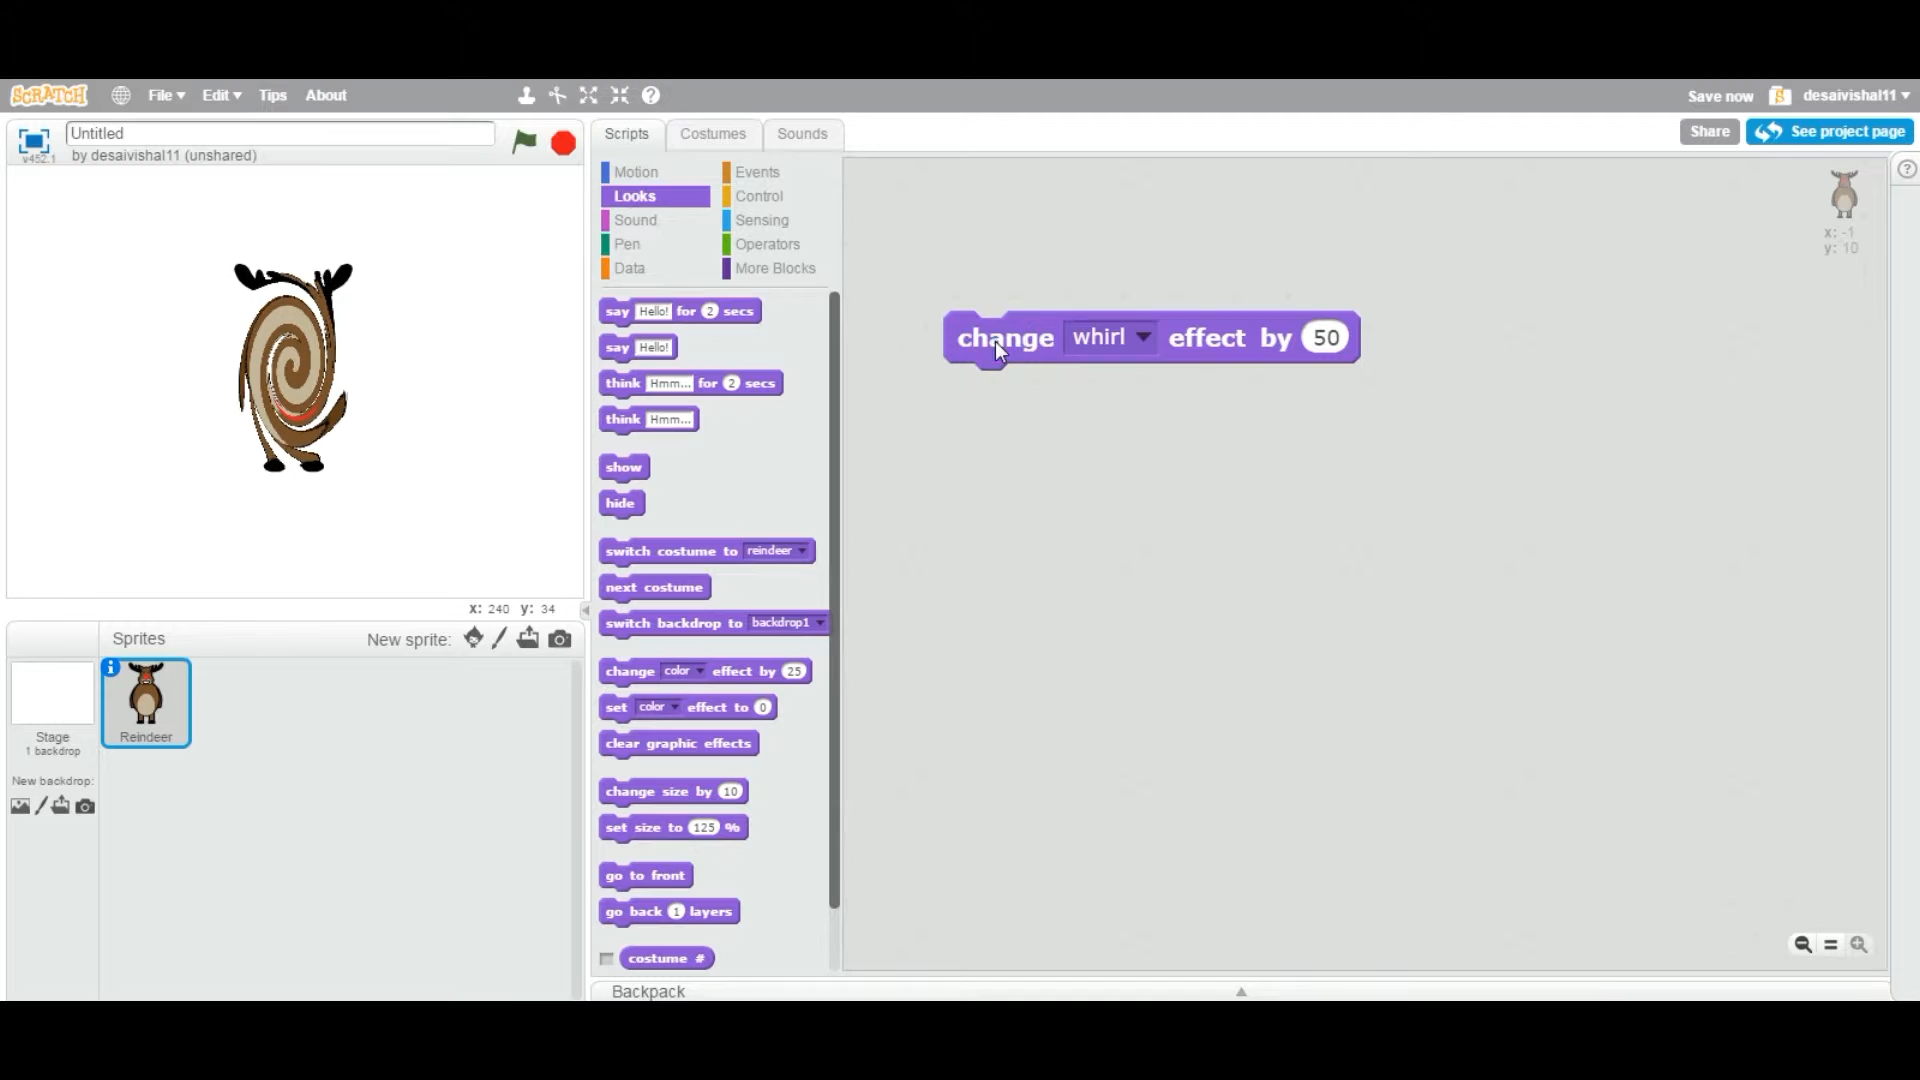 SCRATCH File Edit Tips About Save now desaivishal11
Untitled
by desaivishal11 (unshared)
v452.1
Scripts Costumes Sounds
Share See project page
Motion Events
Looks Control
Sound Sensing
Pen Operators
Data More Blocks
say Hello! for 2 secs
say Hello!
think Hmm... for 2 secs
think Hmm...
show
hide
switch costume to reindeer
next costume
switch backdrop to backdrop1
change color effect by 25
set color effect to 0
clear graphic effects
change size by 10
set size to 125 %
go to front
go back 1 layers
costume #
change whirl effect by 50
x: -1
y: 10
x: 240 y: 34
Sprites New sprite:
Stage
1 backdrop
New backdrop:
Reindeer
Backpack